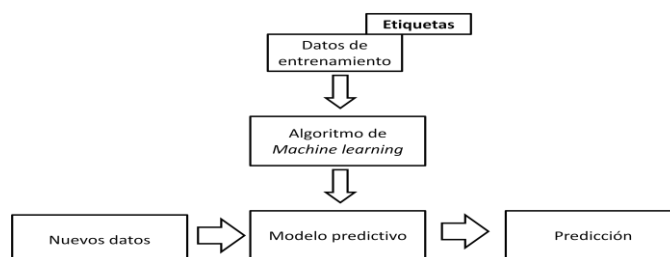 Etiquetas
Datos de
entrenamiento
Algoritmo de
Machine learning
Nuevos datos
Modelo predictivo
Predicción